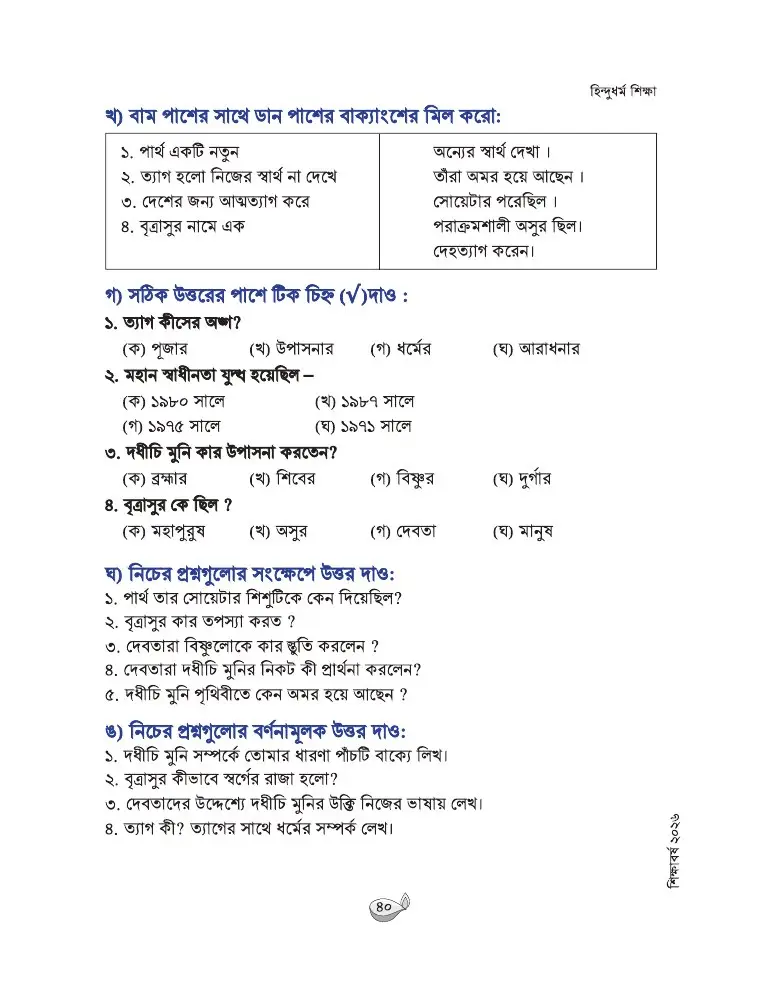 হিন্দুধর্ম শিক্ষা
খ) বাম পাশের সাথে ডান পাশের বাক্যাংশের মিল করো:
১. পার্থ একটি নতুন
২. ত্যাগ হলো নিজের স্বার্থ না দেখে
৩. দেশের জন্য আত্মত্যাগ করে
৪. বৃত্রাসুর নামে এক
অন্যের স্বার্থ দেখা ।
তাঁরা অমর হয়ে আছেন ।
সোয়েটার পরেছিল ।
পরাক্রমশালী অসুর ছিল।
দেহত্যাগ করেন।
গ) সঠিক উত্তরের পাশে টিক চিহ্ন (√)দাও :
১. ত্যাগ কীসের অঙ্গ?
(ক) পূজার (খ) উপাসনার (গ) ধর্মের (ঘ) আরাধনার
২. মহান স্বাধীনতা যুদ্ধ হয়েছিল –
(ক) ১৯৮০ সালে (খ) ১৯৮৭ সালে
(গ) ১৯৭৫ সালে (ঘ) ১৯৭১ সালে
৩. দধীচি মুনি কার উপাসনা করতেন?
(ক) ব্রহ্মার (খ) শিবের (গ) বিষ্ণুর (ঘ) দুর্গার
৪. বৃত্রাসুর কে ছিল ?
(ক) মহাপুরুষ (খ) অসুর (গ) দেবতা (ঘ) মানুষ
ঘ) নিচের প্রশ্নগুলোর সংক্ষেপে উত্তর দাও:
১. পার্থ তার সোয়েটার শিশুটিকে কেন দিয়েছিল?
২. বৃত্রাসুর কার তপস্যা করত ?
৩. দেবতারা বিষ্ণুলোকে কার স্তুতি করলেন ?
৪. দেবতারা দধীচি মুনির নিকট কী প্রার্থনা করলেন?
৫. দধীচি মুনি পৃথিবীতে কেন অমর হয়ে আছেন ?
ঙ) নিচের প্রশ্নগুলোর বর্ণনামূলক উত্তর দাও:
১. দধীচি মুনি সম্পর্কে তোমার ধারণা পাঁচটি বাক্যে লিখ।
২. বৃত্রাসুর কীভাবে স্বর্গের রাজা হলো?
৩. দেবতাদের উদ্দেশ্যে দধীচি মুনির উক্তি নিজের ভাষায় লেখ।
৪. ত্যাগ কী? ত্যাগের সাথে ধর্মের সম্পর্ক লেখ।
শিক্ষাবর্ষ ২০২৬
৪০